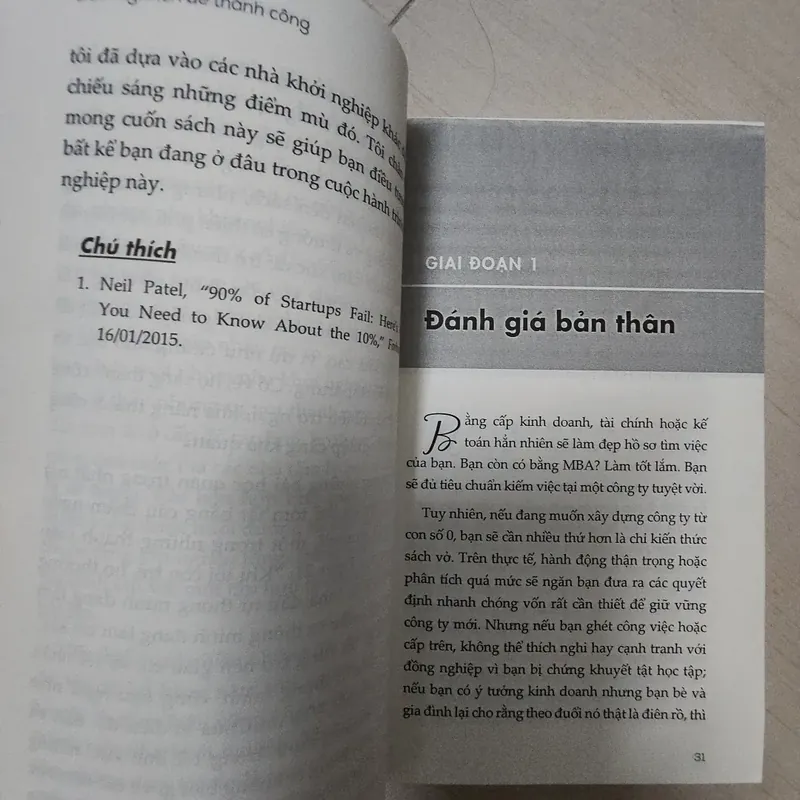 để thành công
tôi đã dựa vào các nhà khởi nghiệp khác
chiếu sáng những điểm mù đó. Tôi
mong cuốn sách này sẽ giúp bạn điều
bất kể bạn đang ở đâu trong cuộc hành
nghiệp này.
Chú thích
1. Neil Patel, “90% of Startups Fail: Here's
You Need to Know About the 10%,”
16/01/2015.
GIAI ĐOẠN 1
Đánh giá bản thân
Bằng cấp kinh doanh, tài chính hoặc kế
toán hẳn nhiên sẽ làm đẹp hồ sơ tìm việc
của bạn. Bạn còn có bằng MBA? Làm tốt lắm. Bạn
sẽ đủ tiêu chuẩn kiếm việc tại một công ty tuyệt vời.
Tuy nhiên, nếu đang muốn xây dựng công ty từ
con số 0, bạn sẽ cần nhiều thứ hơn là chỉ kiến thức
sách vở. Trên thực tế, hành động thận trọng hoặc
phân tích quá mức sẽ ngăn bạn đưa ra các quyết
định nhanh chóng vốn rất cần thiết để giữ vững
công ty mới. Nhưng nếu bạn ghét công việc hoặc
cấp trên, không thể thích nghi hay cạnh tranh với
đồng nghiệp vì bạn bị chứng khuyết tật học tập;
nếu bạn có ý tưởng kinh doanh nhưng bạn bè và
gia đình lại cho rằng theo đuổi nó thật là điên rồ, thì
31